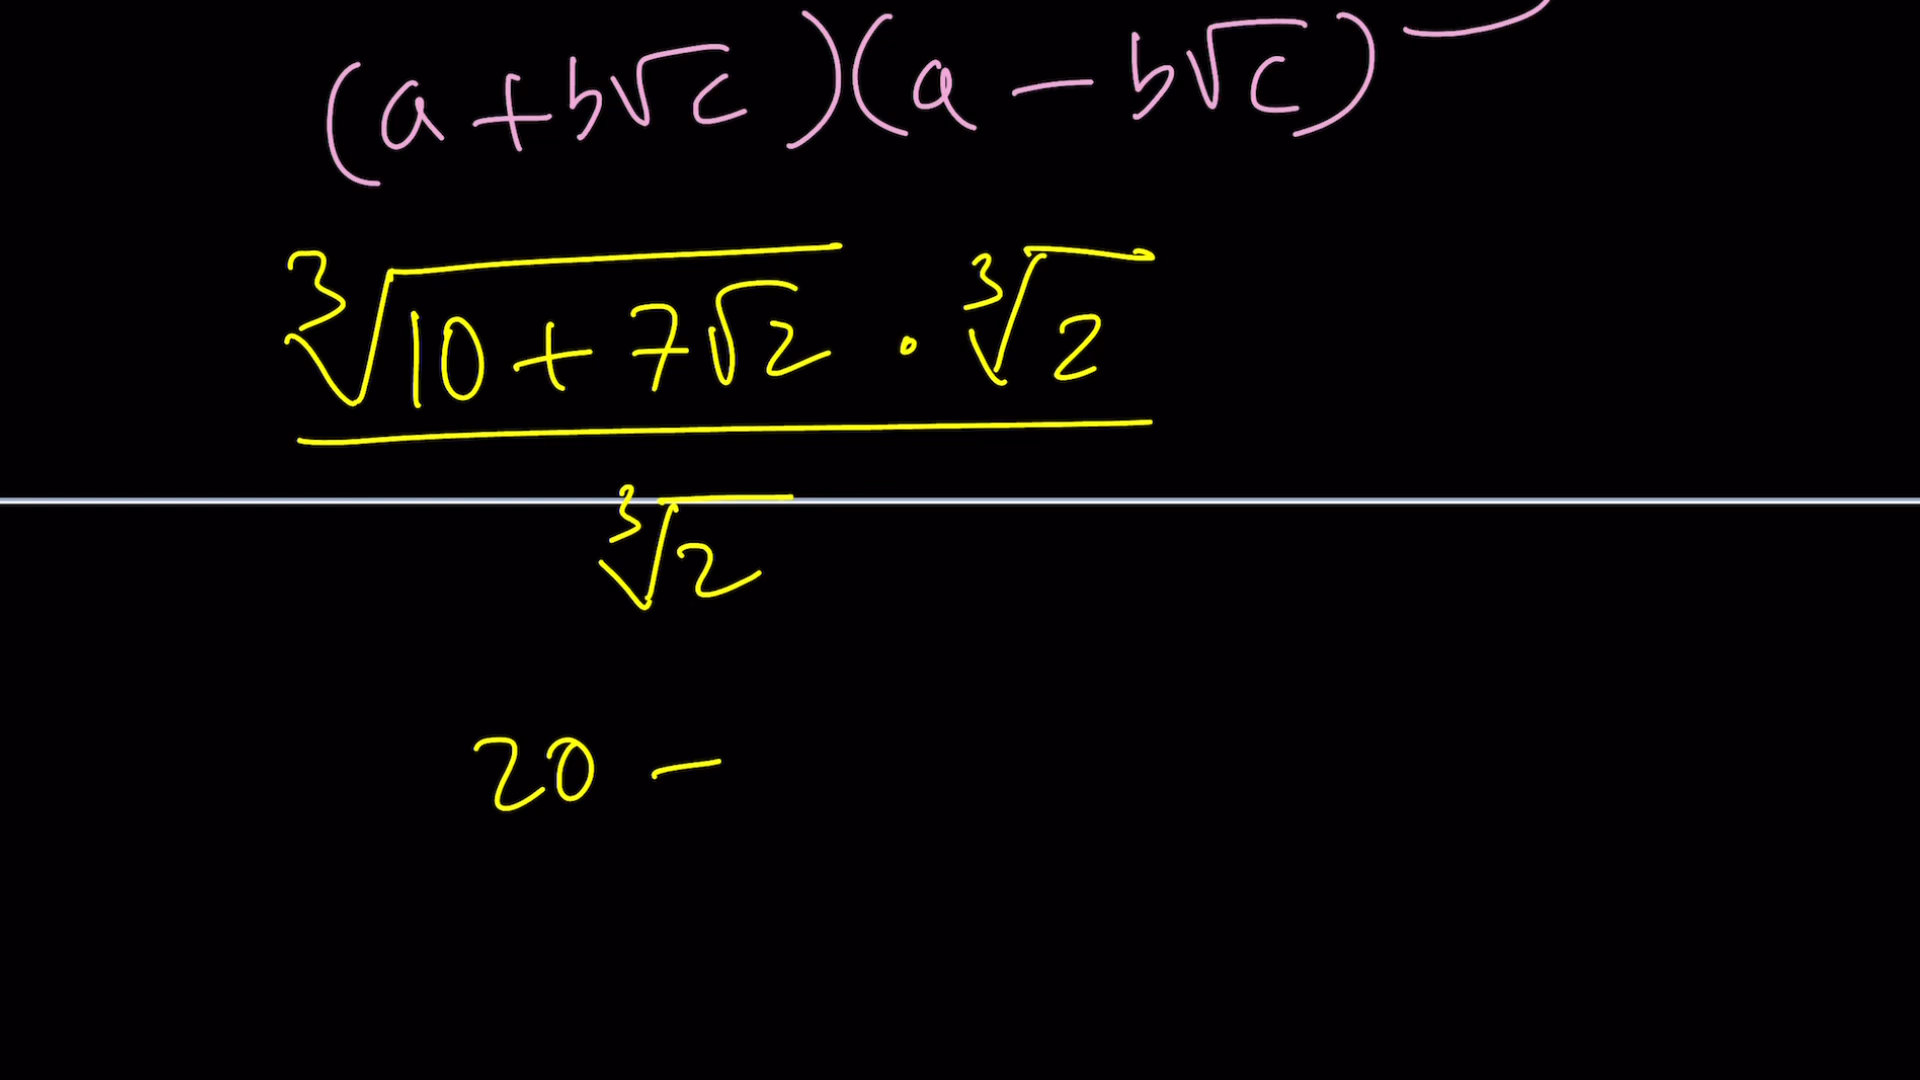 (a+b√c)(a-b√c)
∛(10+7√2) · ∛2
∛2
20 -